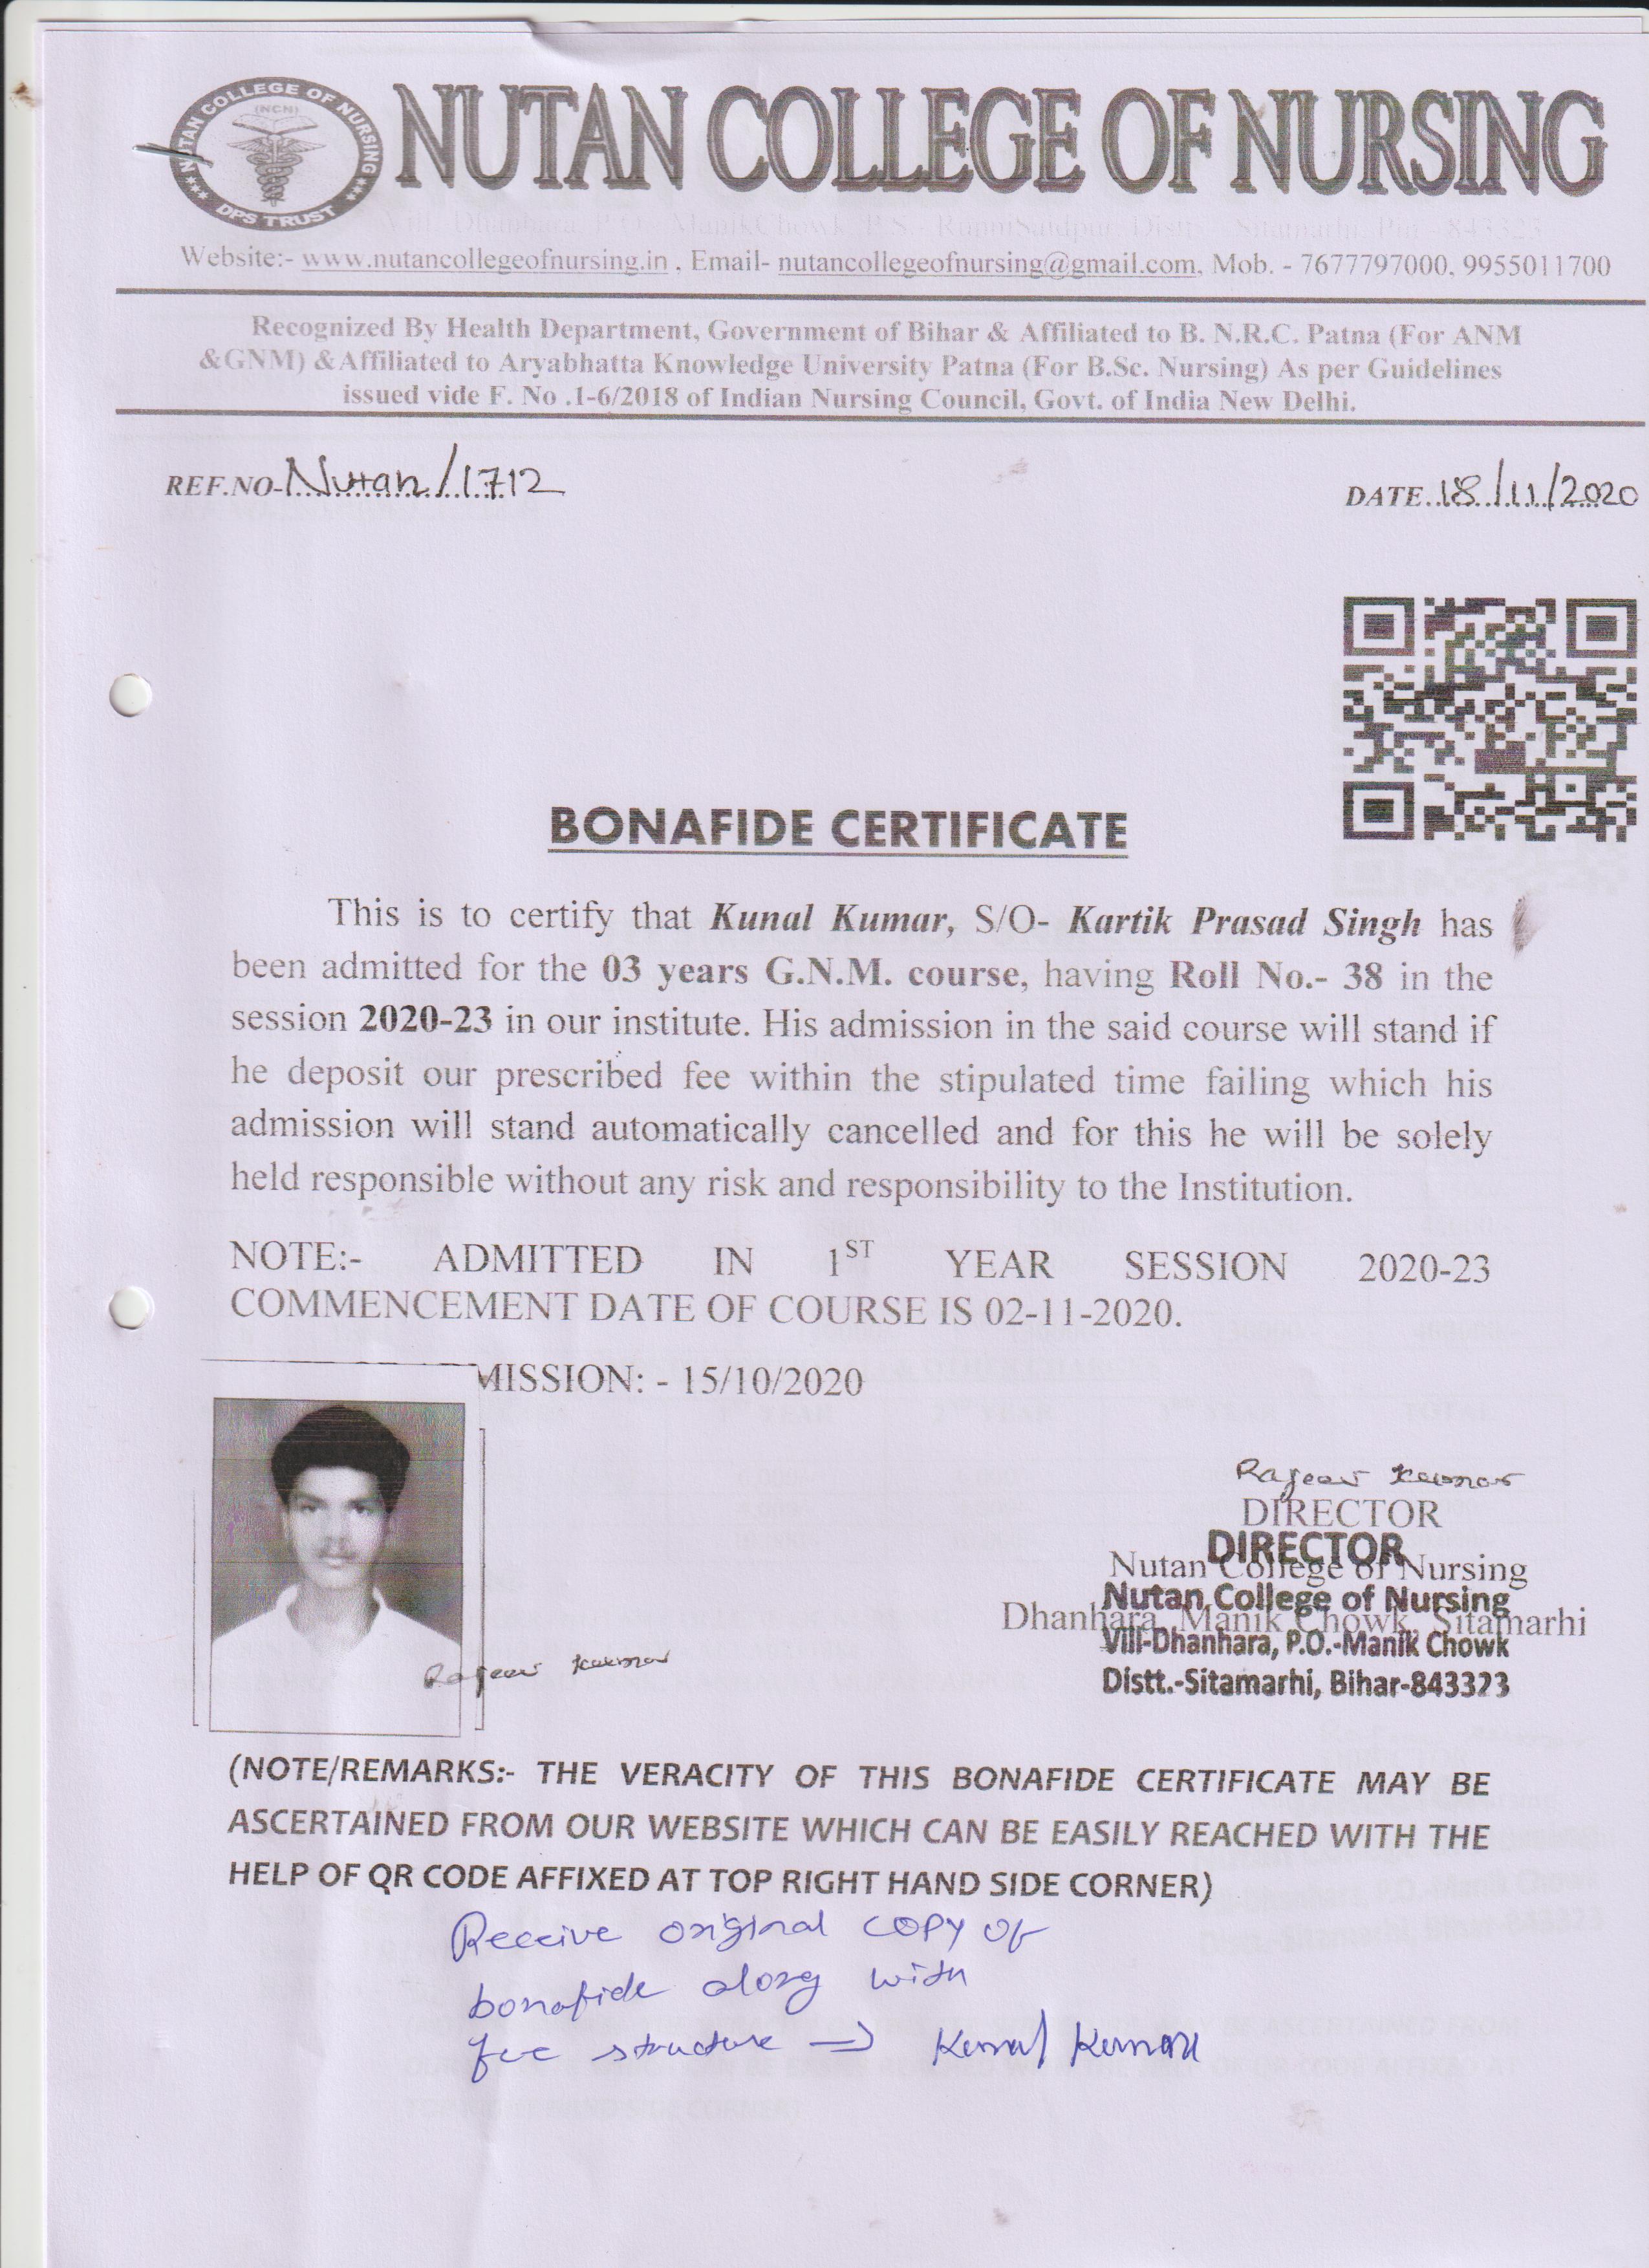 NUTAN COLLEGE OF NURSING
(NCN)
NUTAN COLLEGE OF NURSING
DPS TRUST
Vill: Dhanhara, P.O.- ManikChowk, P.S.- RunniSaidpur, Distt.- Sitamarhi, Pin - 843323
Website:- www.nutancollegeofnursing.in , Email- nutancollegeofnursing@gmail.com, Mob. - 7677797000, 9955011700
Recognized By Health Department, Government of Bihar & Affiliated to B. N.R.C. Patna (For ANM
&GNM) &Affiliated to Aryabhatta Knowledge University Patna (For B.Sc. Nursing) As per Guidelines
issued vide F. No .1-6/2018 of Indian Nursing Council, Govt. of India New Delhi.
REF.NO-Nutan/1712
DATE..18/11/2020
BONAFIDE CERTIFICATE
This is to certify that Kunal Kumar, S/O- Kartik Prasad Singh has
been admitted for the 03 years G.N.M. course, having Roll No.- 38 in the
session 2020-23 in our institute. His admission in the said course will stand if
he deposit our prescribed fee within the stipulated time failing which his
admission will stand automatically cancelled and for this he will be solely
held responsible without any risk and responsibility to the Institution.
NOTE:- ADMITTED IN 1ST YEAR SESSION 2020-23
COMMENCEMENT DATE OF COURSE IS 02-11-2020.
MISSION: - 15/10/2020
Rajeev Kumar
DIRECTOR
DIRECTOR
Nutan College of Nursing
Nutan College of Nursing
Dhanhara, Manik Chowk, Sitamarhi
Vill-Dhanhara, P.O.-Manik Chowk
Distt.-Sitamarhi, Bihar-843323
Rajeev Kumar
(NOTE/REMARKS:- THE VERACITY OF THIS BONAFIDE CERTIFICATE MAY BE
ASCERTAINED FROM OUR WEBSITE WHICH CAN BE EASILY REACHED WITH THE
HELP OF QR CODE AFFIXED AT TOP RIGHT HAND SIDE CORNER)
Receive original copy of
bonafide along with
fee structure ⇒ Kunal Kumar